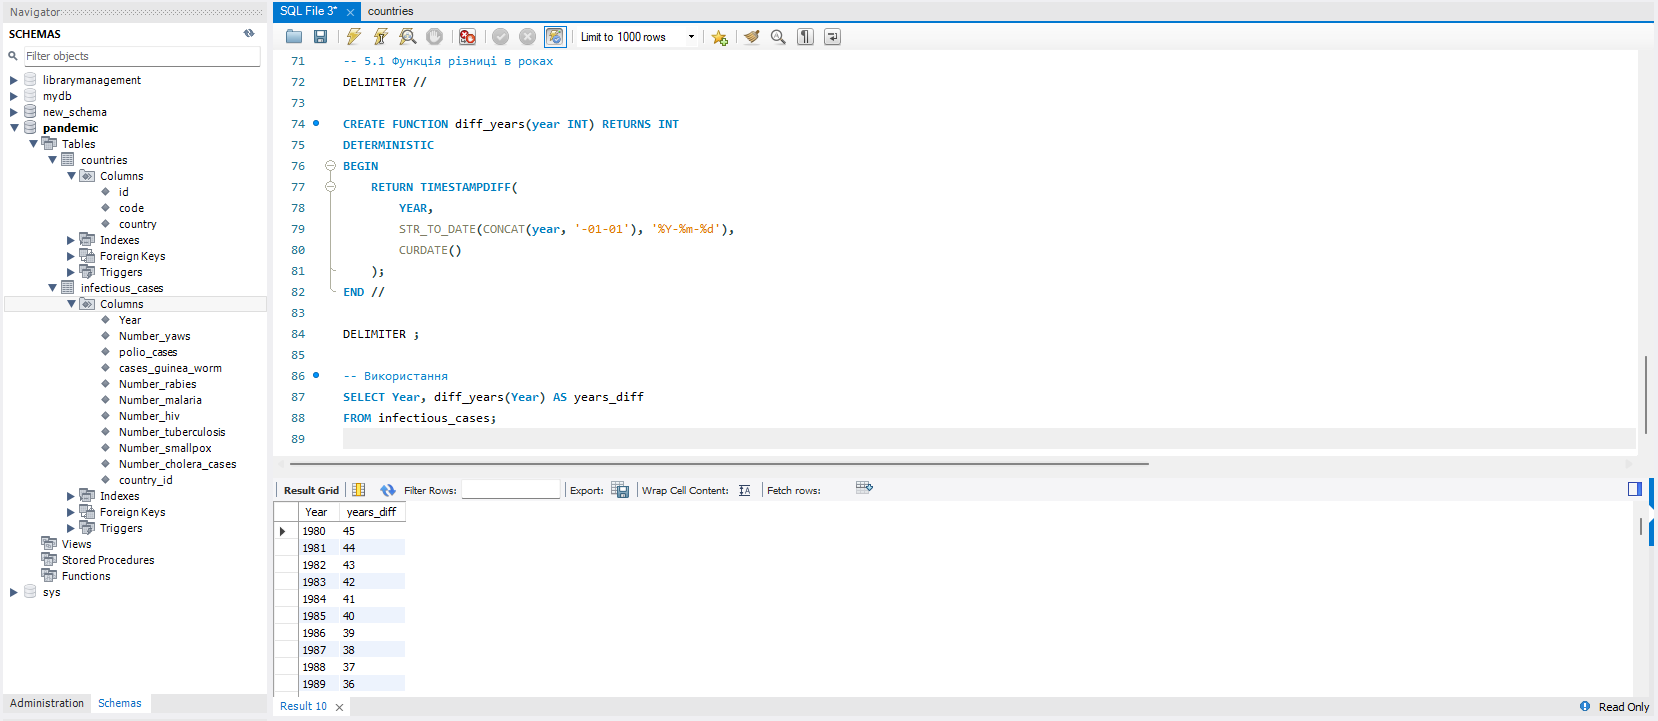 Navigator
SCHEMAS
Filter objects
librarymanagement
mydb
new_schema
pandemic
Tables
countries
Columns
id
code
country
Indexes
Foreign Keys
Triggers
infectious_cases
Columns
Year
Number_yaws
polio_cases
cases_guinea_worm
Number_rabies
Number_malaria
Number_hiv
Number_tuberculosis
Number_smallpox
Number_cholera_cases
country_id
Indexes
Foreign Keys
Triggers
Views
Stored Procedures
Functions
sys
Administration Schemas
SQL File 3* countries
Limit to 1000 rows
71 -- 5.1 Функція різниці в роках
72 DELIMITER //
73
74 CREATE FUNCTION diff_years(year INT) RETURNS INT
75 DETERMINISTIC
76 BEGIN
77 RETURN TIMESTAMPDIFF(
78 YEAR,
79 STR_TO_DATE(CONCAT(year, '-01-01'), '%Y-%m-%d'),
80 CURDATE()
81 );
82 END //
83
84 DELIMITER ;
85
86 -- Використання
87 SELECT Year, diff_years(Year) AS years_diff
88 FROM infectious_cases;
89
Result Grid Filter Rows: Export: Wrap Cell Content: Fetch rows:
Year years_diff
1980 45
1981 44
1982 43
1983 42
1984 41
1985 40
1986 39
1987 38
1988 37
1989 36
Result 10 Read Only